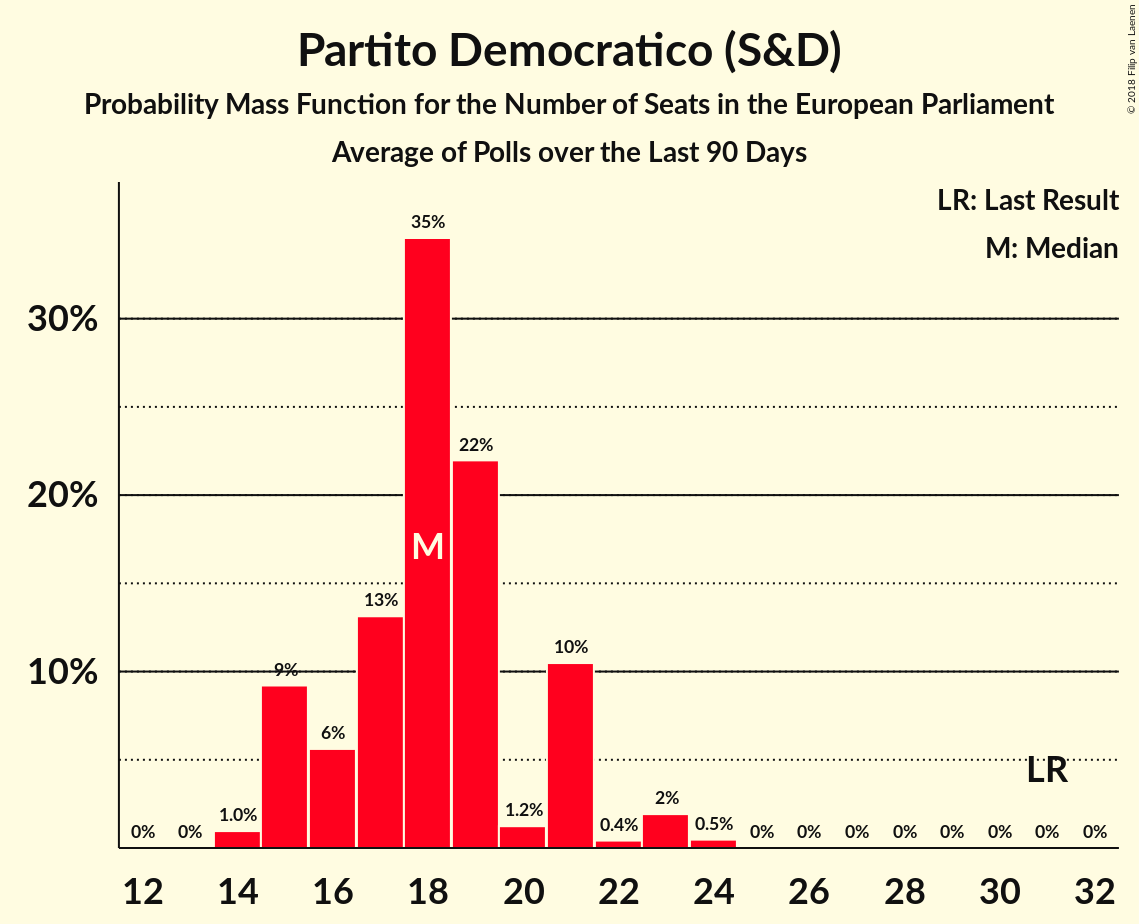 Partito Democratico (S&D)
Probability Mass Function for the Number of Seats in the European Parliament
Average of Polls over the Last 90 Days
© 2018 Filip van Laenen
LR: Last Result
M: Median
35%
30%
22%
20%
M
13%
10%
10%
9%
6%
LR
2%
1.0%
1.2%
0.4%
0.5%
0% 0% 0% 0% 0% 0% 0% 0% 0% 0%
12 14 16 18 20 22 24 26 28 30 32